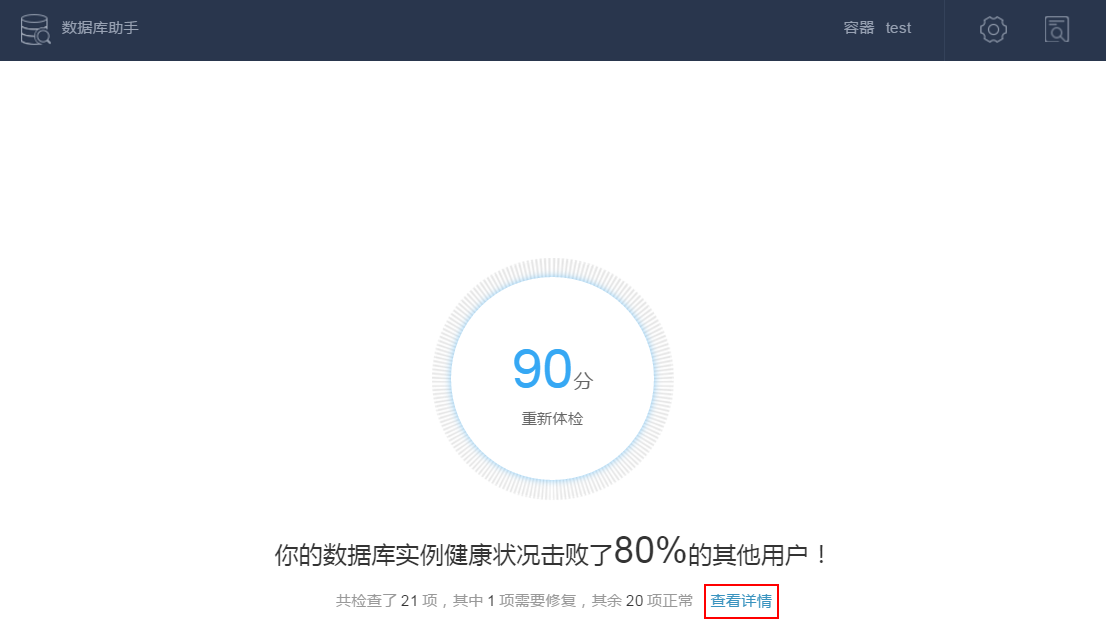 数据库助手 容器 test
90分
重新体检
你的数据库实例健康状况击败了80%的其他用户！
共检查了 21 项，其中 1 项需要修复，其余 20 项正常 查看详情